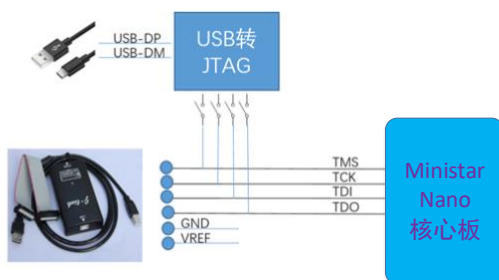 USB-DP
USB-DM
USB转
JTAG
TMS
TCK
TDI
TDO
GND
VREF
Ministar
Nano
核心板